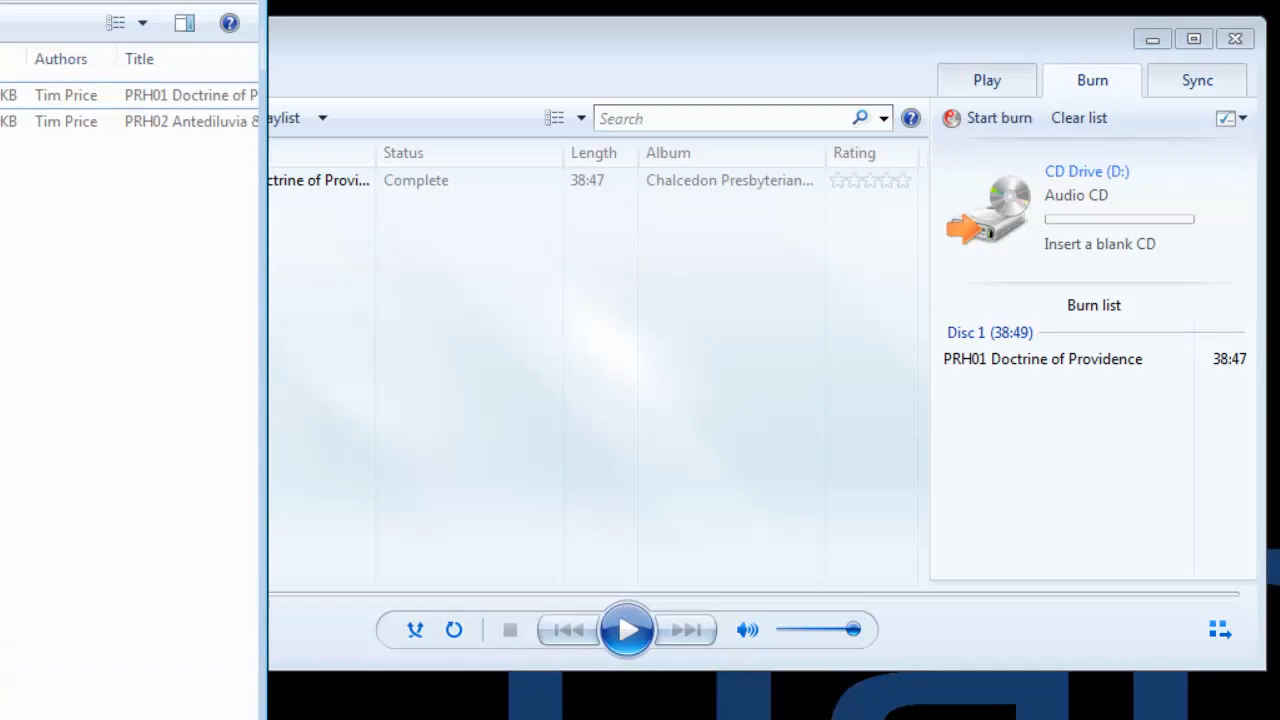 Authors Title
KB Tim Price PRH01 Doctrine of P
KB Tim Price PRH02 Antediluvia &
Play Burn Sync
aylist Search Start burn Clear list
Status Length Album Rating
ctrine of Provi... Complete 38:47 Chalcedon Presbyterian...
CD Drive (D:)
Audio CD
Insert a blank CD
Burn list
Disc 1 (38:49)
PRH01 Doctrine of Providence 38:47